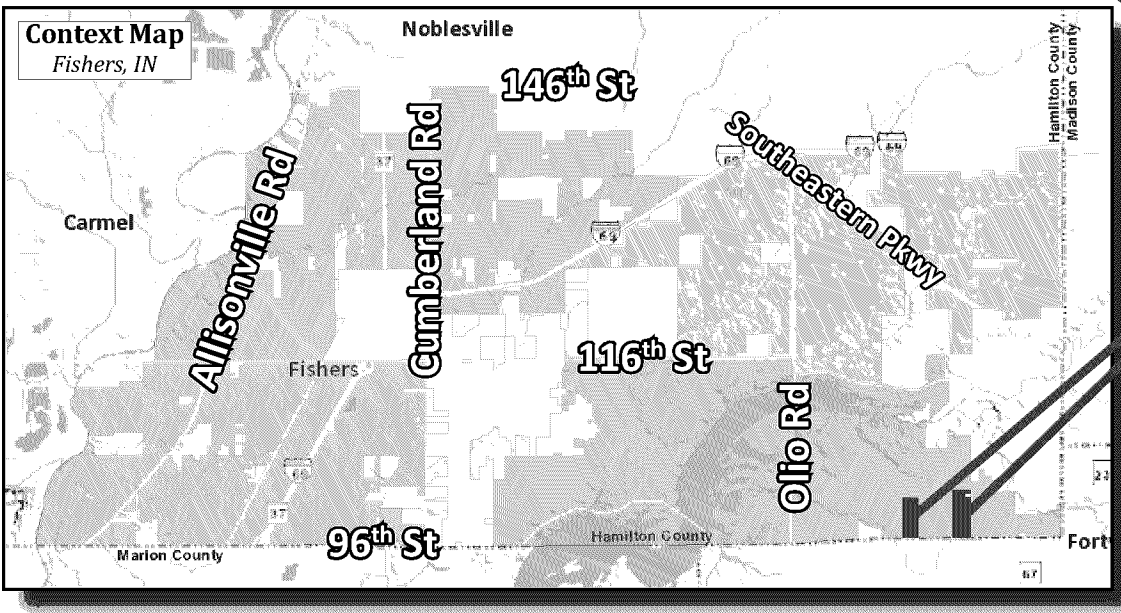 Context Map
Fishers, IN
Noblesville
146th St
Hamilton County
Madison County
Southeastern Pkwy
Cumberland Rd
Allisonville Rd
37
69
Carmel
116th St
Fishers
Olio Rd
69
37
96th St
Marion County
Hamilton County
Fort
67